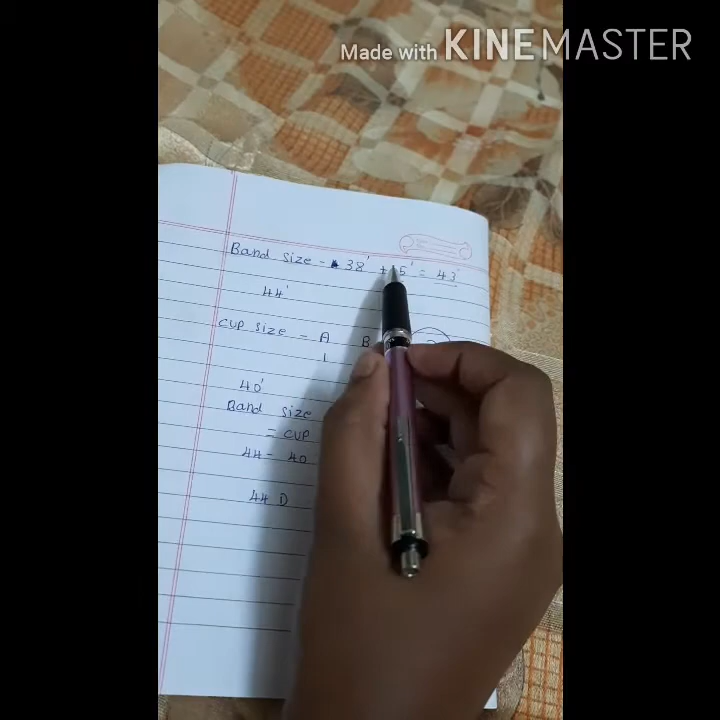 Made with KINEMASTER
Band size - 38' + 5' = 43'
44'
cup size - A B
1
40'
Band size
= cup
44 - 40
44 D